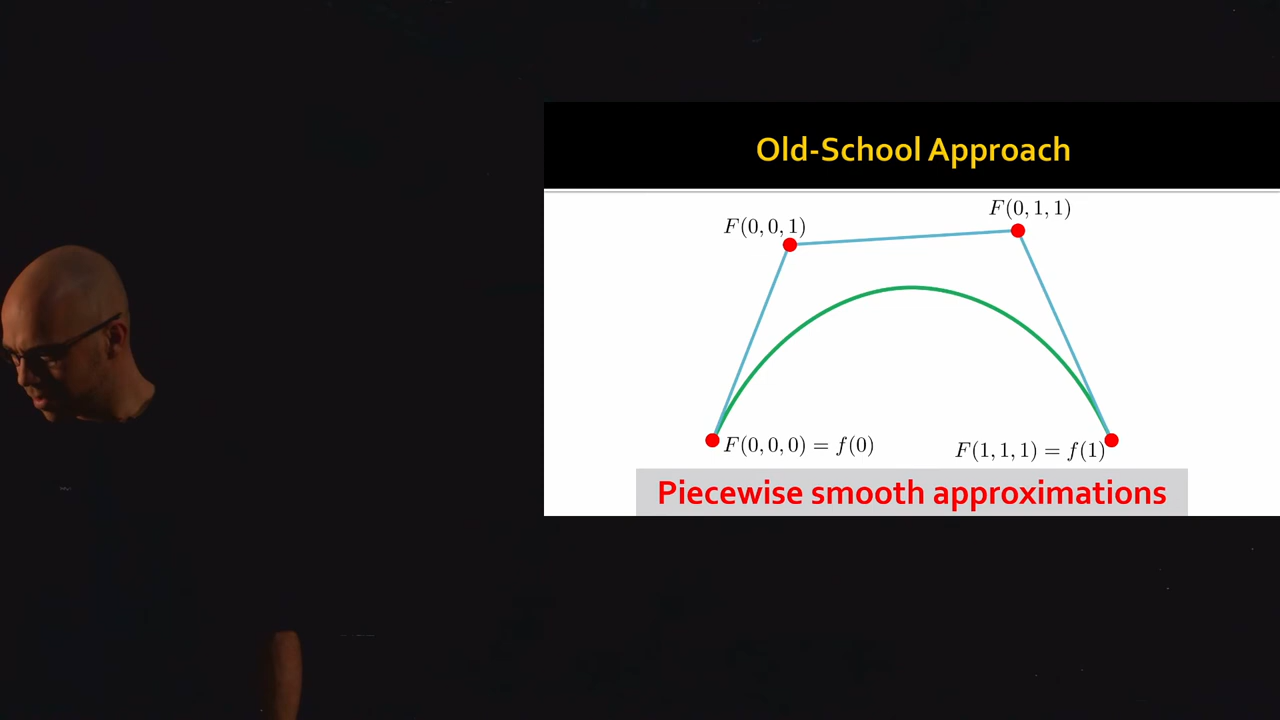 Old-School Approach
F(0, 1, 1)
F(0, 0, 1)
F(0, 0, 0) = f(0)
F(1, 1, 1) = f(1)
Piecewise smooth approximations